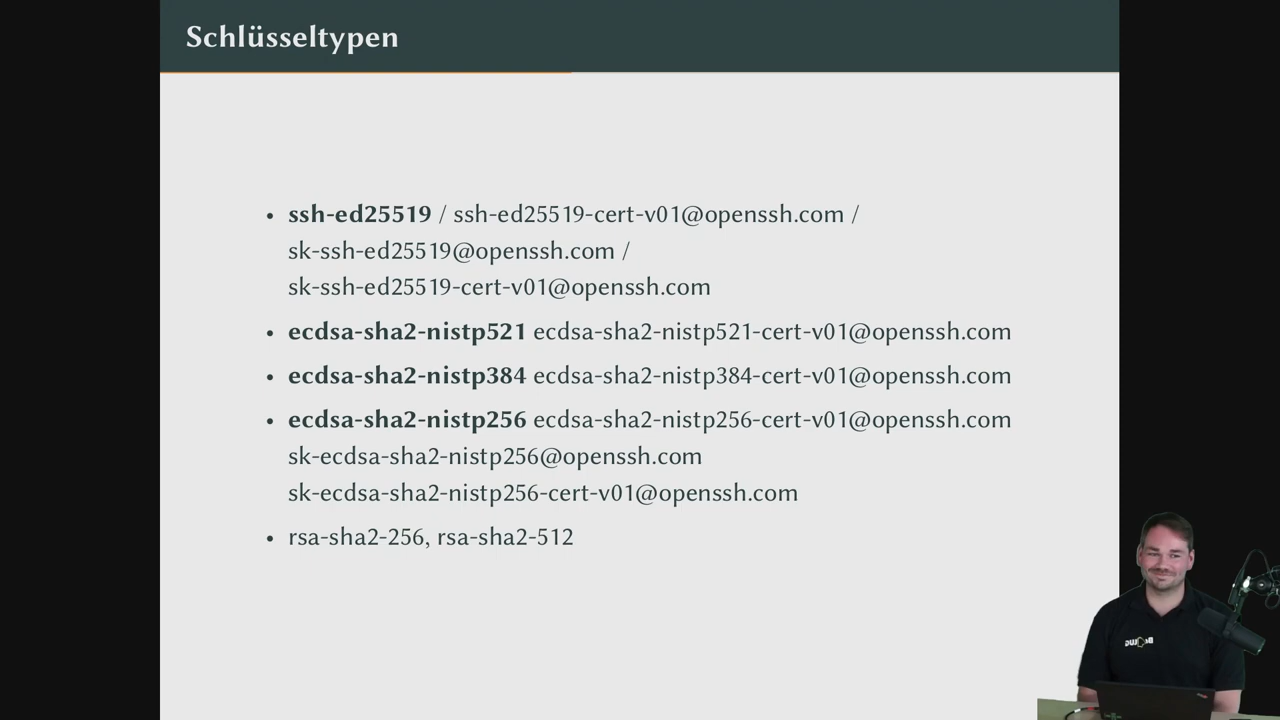 Schlüsseltypen
• ssh-ed25519 / ssh-ed25519-cert-v01@openssh.com /
sk-ssh-ed25519@openssh.com /
sk-ssh-ed25519-cert-v01@openssh.com
• ecdsa-sha2-nistp521 ecdsa-sha2-nistp521-cert-v01@openssh.com
• ecdsa-sha2-nistp384 ecdsa-sha2-nistp384-cert-v01@openssh.com
• ecdsa-sha2-nistp256 ecdsa-sha2-nistp256-cert-v01@openssh.com
sk-ecdsa-sha2-nistp256@openssh.com
sk-ecdsa-sha2-nistp256-cert-v01@openssh.com
• rsa-sha2-256, rsa-sha2-512